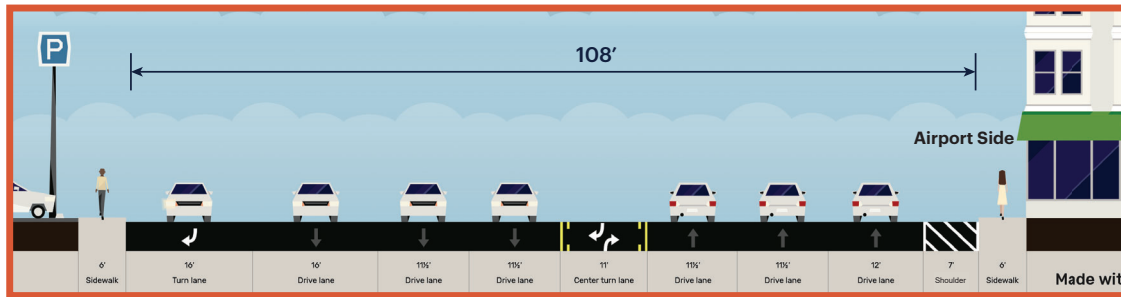 P
108′
Airport Side
6′
Sidewalk
16′
Turn lane
16′
Drive lane
11½′
Drive lane
11½′
Drive lane
11′
Center turn lane
11½′
Drive lane
11½′
Drive lane
12′
Drive lane
7′
Shoulder
6′
Sidewalk
Made wit